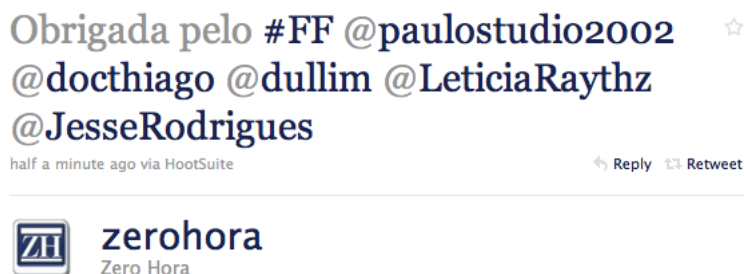 Obrigada pelo #FF @paulostudio2002
@docthiago @dullim @LeticiaRaythz
@JesseRodrigues
half a minute ago via HootSuite Reply Retweet
ZH zerohora
Zero Hora